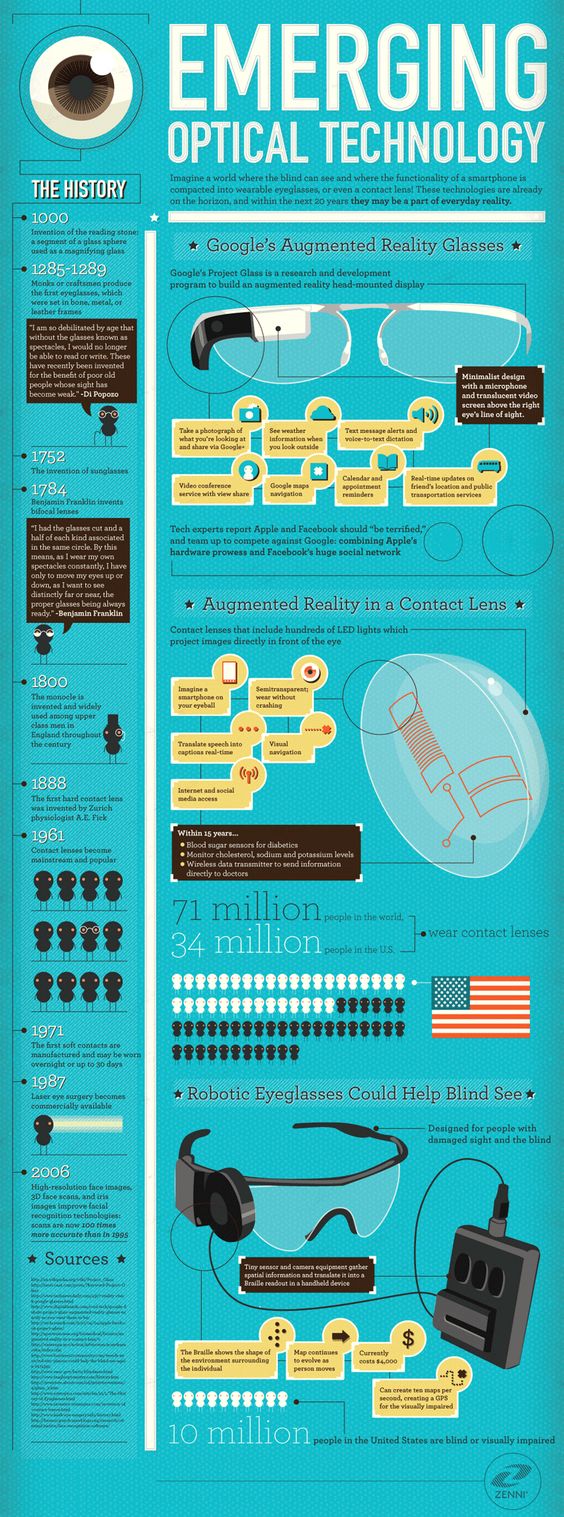 EMERGING
OPTICAL TECHNOLOGY
Imagine a world where the blind can see and where the functionality of a smartphone is
compacted into wearable eyeglasses, or even a contact lens! These technologies are already
on the horizon, and within the next 20 years they may be a part of everyday reality.
THE HISTORY
1000
Invention of the reading stone:
a segment of a glass sphere
used as a magnifying glass
1285-1289
Monks or craftsmen produce
the first eyeglasses, which
were set in bone, metal, or
leather frames
"I am so debilitated by age that
without the glasses known as
spectacles, I would no longer
be able to read or write. These
have recently been invented
for the benefit of poor old
people whose sight has
become weak." -Di Popozo
1752
The invention of sunglasses
1784
Benjamin Franklin invents
bifocal lenses
"I had the glasses cut and a
half of each kind associated
in the same circle. By this
means, as I wear my own
spectacles constantly, I have
only to move my eyes up or
down, as I want to see
distinctly far or near, the
proper glasses being always
ready." -Benjamin Franklin
1800
The monocle is
invented and widely
used among upper
class men in
England throughout
the century
1888
The first hard contact lens
was invented by Zurich
physiologist A.E. Fick
1961
Contact lenses become
mainstream and popular
1971
The first soft contacts are
manufactured and may be worn
overnight or up to 30 days
1987
Laser eye surgery becomes
commercially available
2006
High-resolution face images,
3D face scans, and iris
images improve facial
recognition technologies:
scans are now 100 times
more accurate than in 1995
Sources
Google's Augmented Reality Glasses
Google's Project Glass is a research and development
program to build an augmented reality head-mounted display
Minimalist design
with a microphone
and translucent video
screen above the right
eye's line of sight.
Take a photograph of
what you're looking at
and share via Google+
See weather
information when
you look outside
Text message alerts and
voice-to-text dictation
Video conference
service with view share
Google maps
navigation
Calendar and
appointment
reminders
Real-time updates on
friend's location and public
transportation services
Tech experts report Apple and Facebook should "be terrified,"
and team up to compete against Google: combining Apple's
hardware prowess and Facebook's huge social network
Augmented Reality in a Contact Lens
Contact lenses that include hundreds of LED lights which
project images directly in front of the eye
Imagine a
smartphone on
your eyeball
Semitransparent;
wear without
crashing
Translate speech into
captions real-time
Visual
navigation
Internet and social
media access
Within 15 years...
Blood sugar sensors for diabetics
Monitor cholesterol, sodium and potassium levels
Wireless data transmitter to send information
directly to doctors
71 million people in the world,
34 million people in the U.S.
wear contact lenses
Robotic Eyeglasses Could Help Blind See
Designed for people with
damaged sight and the blind
Tiny sensor and camera equipment gather
spatial information and translate it into a
Braille readout in a handheld device
The Braille shows the shape of
the environment surrounding
the individual
Map continues
to evolve as
person moves
$
Currently
costs $4,000
Can create ten maps per
second, creating a GPS
for the visually impaired
10 million people in the United States are blind or visually impaired
ZENNI